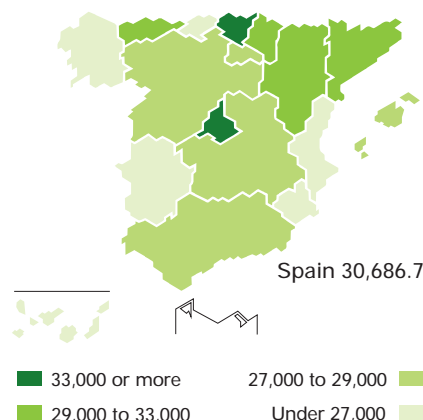 Spain 30,686.7
33,000 or more
27,000 to 29,000
29,000 to 33,000
Under 27,000